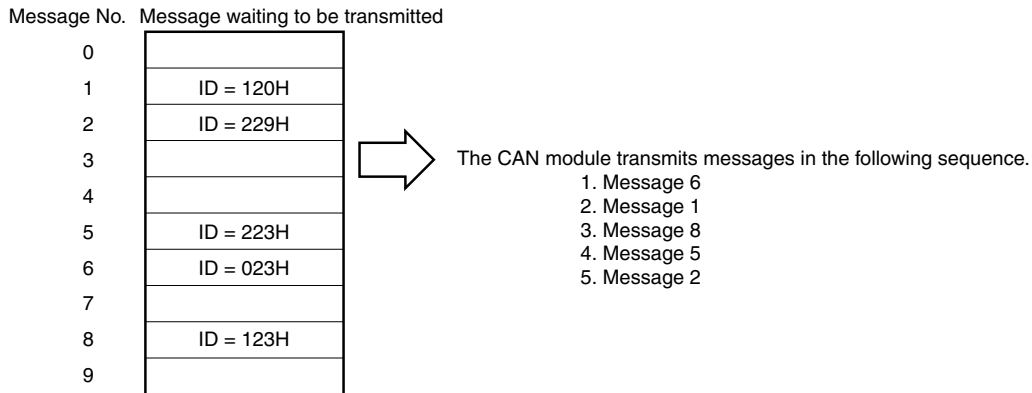 Message No. Message waiting to be transmitted
0
1 ID = 120H
2 ID = 229H
3
4
5 ID = 223H
6 ID = 023H
7
8 ID = 123H
9
The CAN module transmits messages in the following sequence.
1. Message 6
2. Message 1
3. Message 8
4. Message 5
5. Message 2